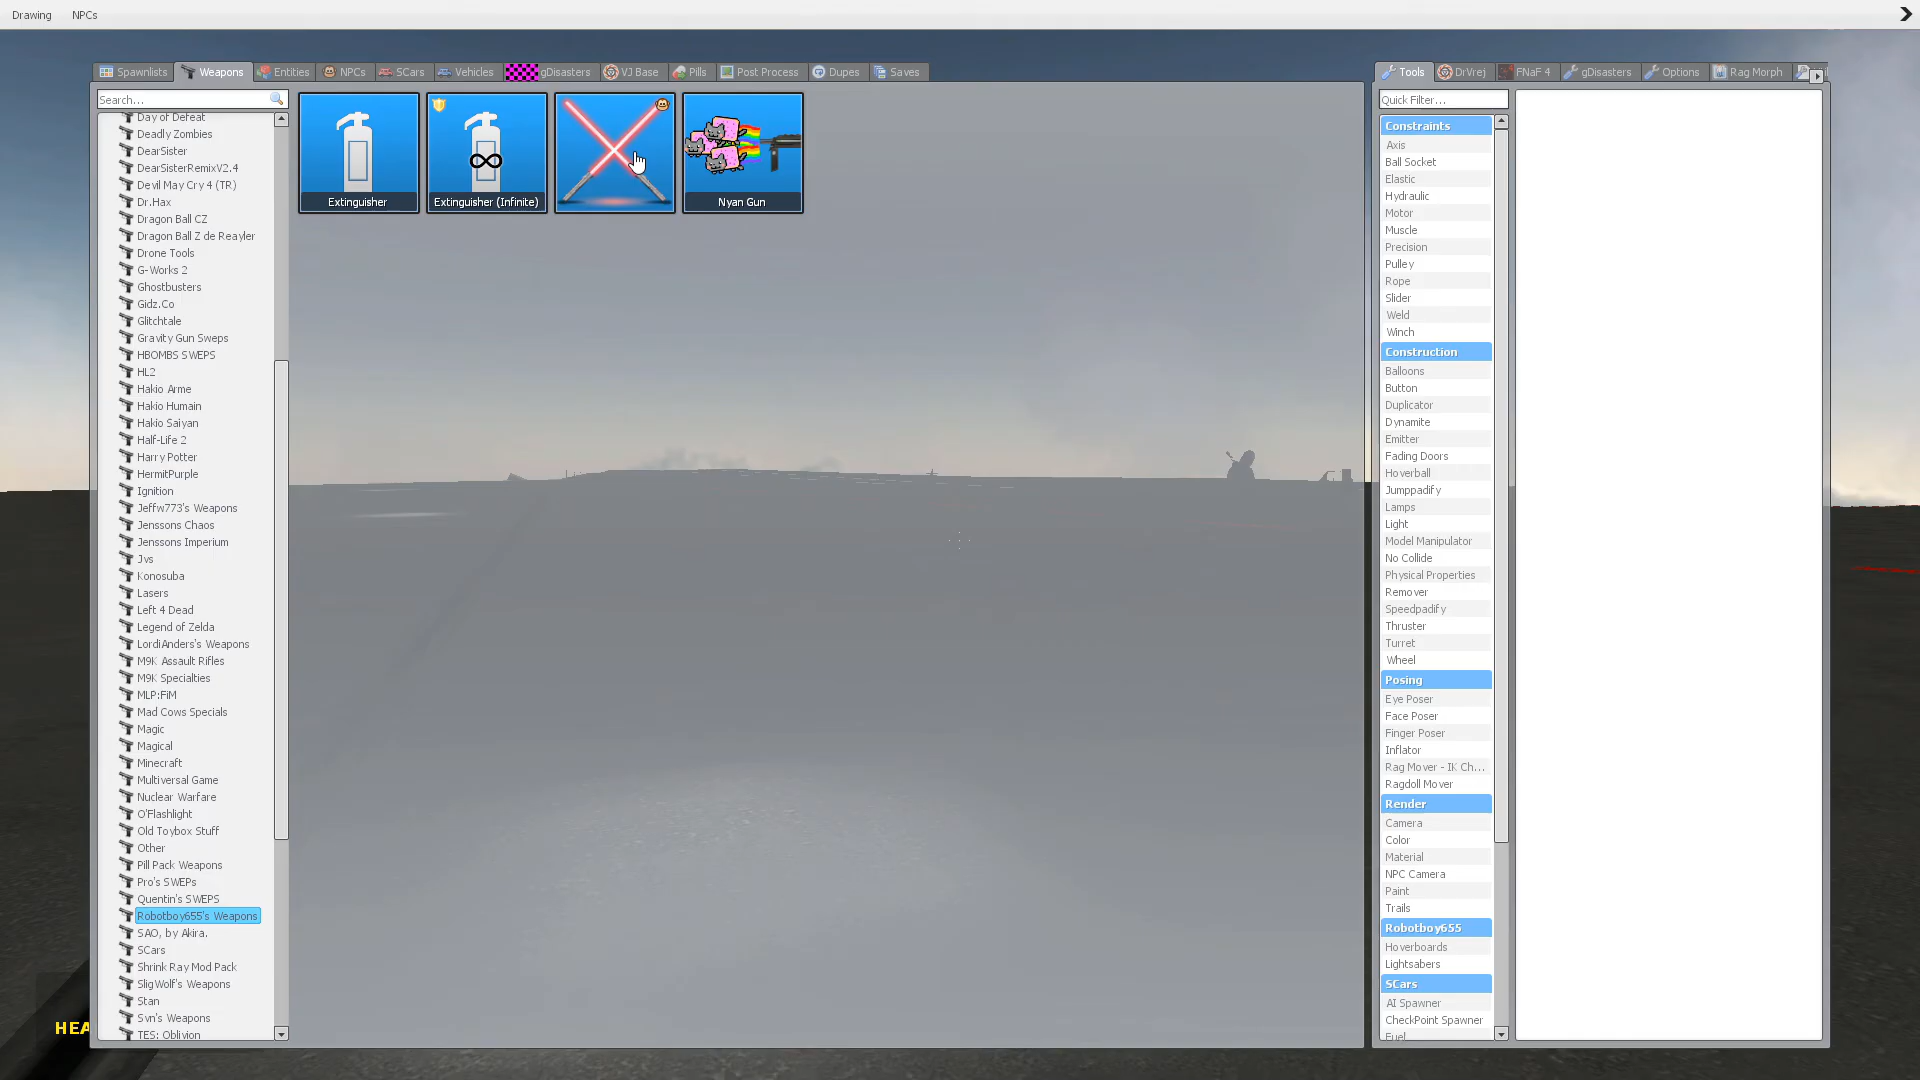 Drawing NPCs
Spawnlists Weapons Entities NPCs SCars Vehicles gDisasters VJ Base Pills Post Process Dupes Saves
Tools DrVrej FNaF 4 gDisasters Options Rag Morph
Search...
Day of Defeat
Deadly Zombies
DearSister
DearSisterRemixV2.4
Devil May Cry 4 (TR)
Dr.Hax
Dragon Ball CZ
Dragon Ball Z de Reayler
Drone Tools
G-Works 2
Ghostbusters
Gidz.Co
Glitchtale
Gravity Gun Sweps
HBOMBS SWEPS
HL2
Hakio Arme
Hakio Humain
Hakio Saiyan
Half-Life 2
Harry Potter
HermitPurple
Ignition
Jeffw773's Weapons
Jenssons Chaos
Jenssons Imperium
Jvs
Konosuba
Lasers
Left 4 Dead
Legend of Zelda
LordiAnders's Weapons
M9K Assault Rifles
M9K Specialties
MLP:FiM
Mad Cows Specials
Magic
Magical
Minecraft
Multiversal Game
Nuclear Warfare
O'Flashlight
Old Toybox Stuff
Other
Pill Pack Weapons
Pro's SWEPs
Quentin's SWEPS
Robotboy655's Weapons
SAO, by Akira.
SCars
Shrink Ray Mod Pack
SligWolf's Weapons
Stan
Svn's Weapons
TES: Oblivion
Extinguisher
Extinguisher (Infinite)
Nyan Gun
Quick Filter...
Constraints
Axis
Ball Socket
Elastic
Hydraulic
Motor
Muscle
Precision
Pulley
Rope
Slider
Weld
Winch
Construction
Balloons
Button
Duplicator
Dynamite
Emitter
Fading Doors
Hoverball
Jumppadify
Lamps
Light
Model Manipulator
No Collide
Physical Properties
Remover
Speedpadify
Thruster
Turret
Wheel
Posing
Eye Poser
Face Poser
Finger Poser
Inflator
Rag Mover - IK Ch...
Ragdoll Mover
Render
Camera
Color
Material
NPC Camera
Paint
Trails
Robotboy655
Hoverboards
Lightsabers
SCars
AI Spawner
CheckPoint Spawner
Fuel
HEA